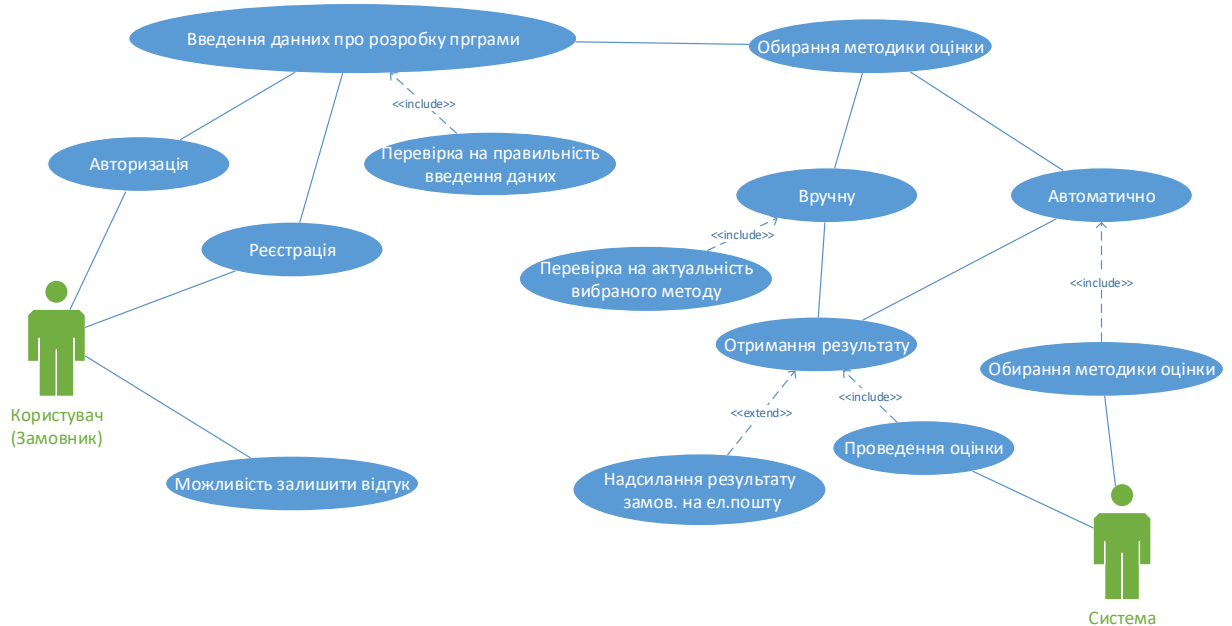 Введення данних про розробку прграми
Обирання методики оцінки
<<include>>
Авторизація
Перевірка на правильність
введення даних
Вручну
Автоматично
<<include>>
Реєстрація
Перевірка на актуальність
вибраного методу
<<include>>
Отримання результату
Обирання методики оцінки
<<include>>
<<extend>>
Користувач
(Замовник)
Проведення оцінки
Можливість залишити відгук
Надсилання результату
замов. на ел.пошту
Система